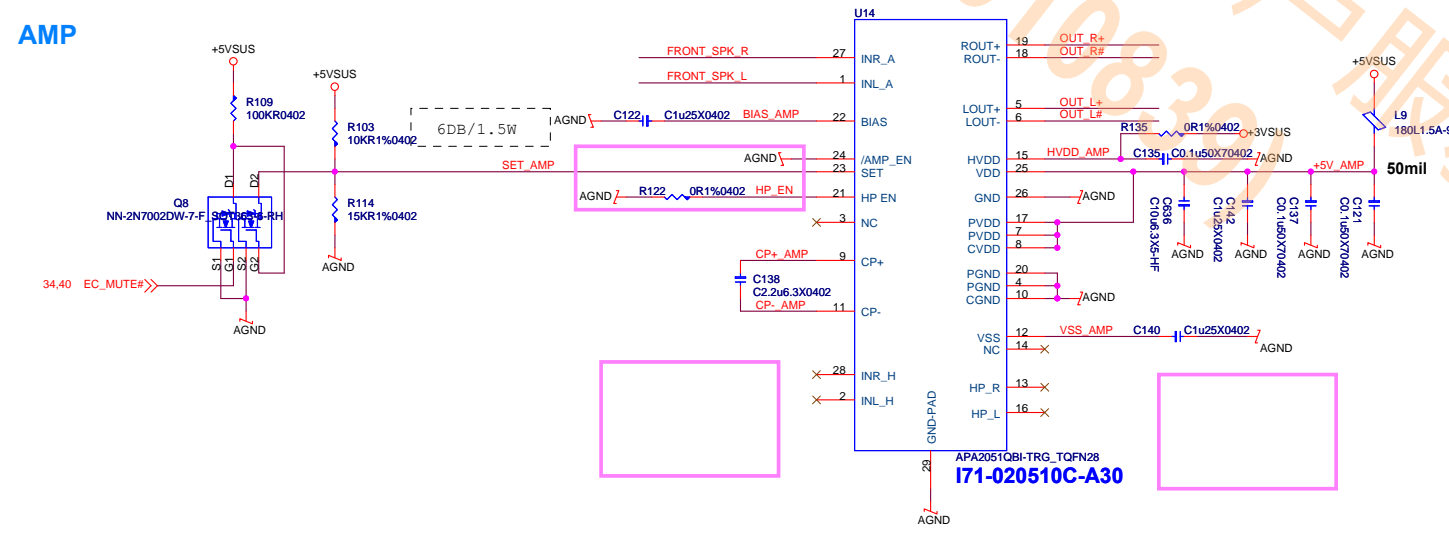 AMP
+5VSUS
R109
100KR0402
+5VSUS
R103
10KR1%0402
6DB/1.5W
SET_AMP
R114
15KR1%0402
AGND
D1
D2
Q8
NN-2N7002DW-7-F
S1
G1
S2
G2
34,40 EC_MUTE#
AGND
U14
FRONT_SPK_R
27
INR_A
FRONT_SPK_L
1
INL_A
AGND
C122
C1u25X0402
BIAS_AMP
22
BIAS
AGND
24
/AMP_EN
23
SET
AGND
R122
0R1%0402
HP_EN
21
HP EN
3
NC
CP+_AMP
9
CP+
C138
C2.2u6.3X0402
CP-_AMP
11
CP-
28
INR_H
2
INL_H
GND-PAD
29
AGND
APA2051QBI-TRG_TQFN28
I71-020510C-A30
ROUT+
19
OUT_R+
ROUT-
18
OUT_R#
LOUT+
5
OUT_L+
LOUT-
6
OUT_L#
R135
0R1%0402
+3VSUS
HVDD
15
HVDD_AMP
C135
C0.1u50X70402
AGND
VDD
25
+5V_AMP
50mil
+5VSUS
L9
180L1.5A-9
GND
26
AGND
PVDD
17
PVDD
7
CVDD
8
C636
C10u6.3X5-HF
AGND
C142
C1u25X0402
AGND
C137
C0.1u50X70402
AGND
C121
C0.1u50X70402
AGND
PGND
20
PGND
4
CGND
10
AGND
VSS
12
VSS_AMP
C140
C1u25X0402
AGND
NC
14
HP_R
13
HP_L
16